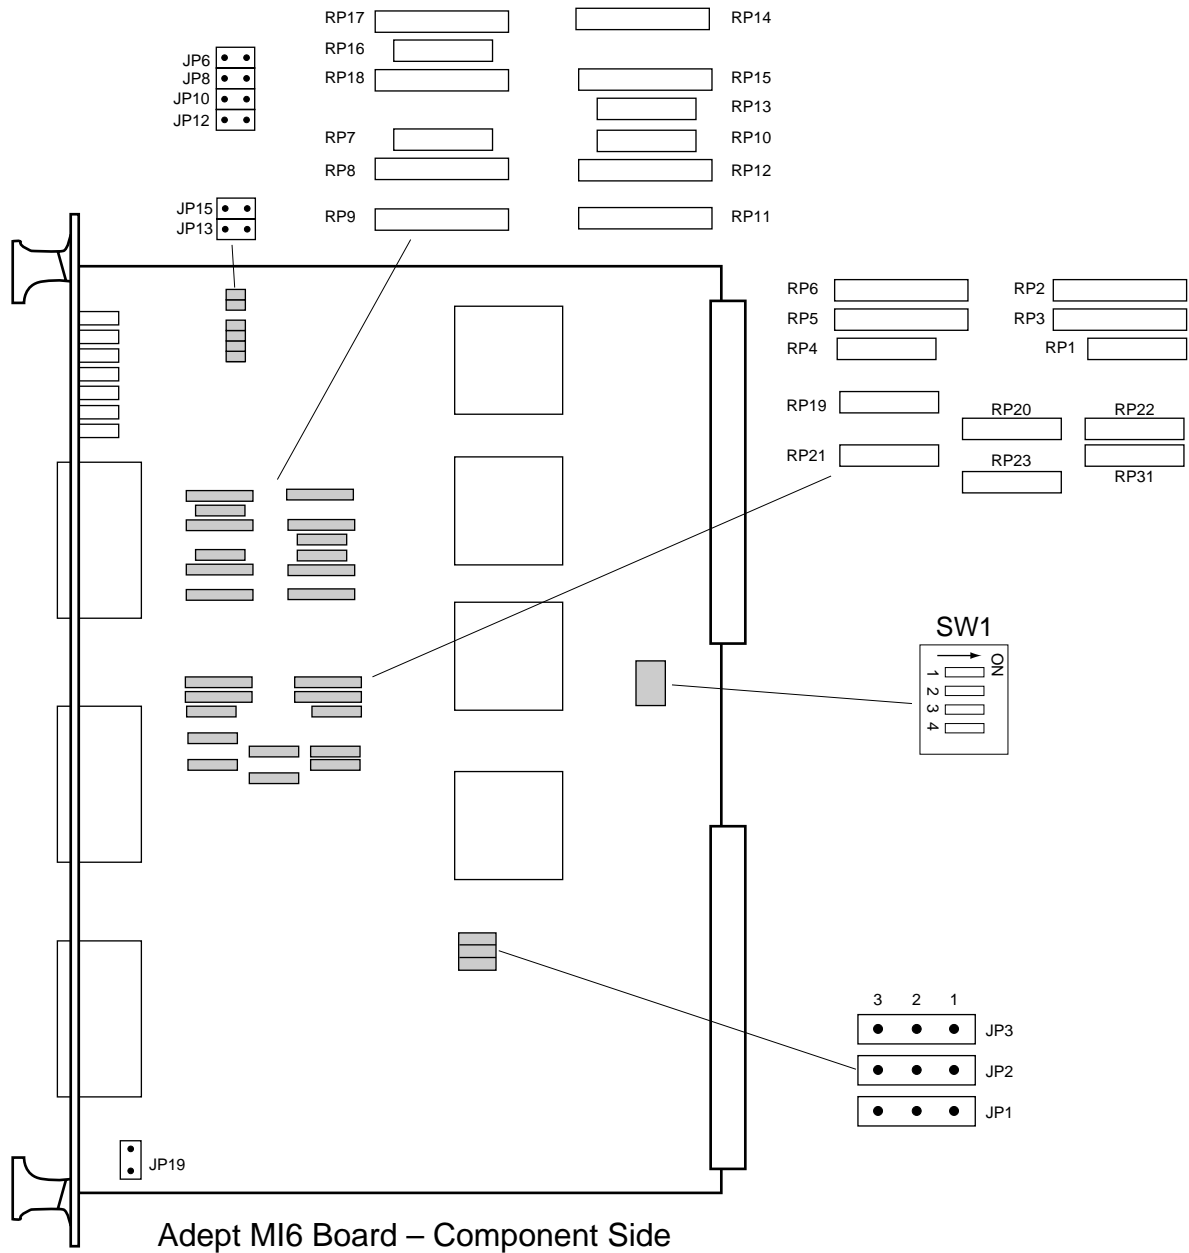 RP17
RP14
RP16
JP6
JP8
RP18
RP15
JP10
RP13
JP12
RP7
RP10
RP8
RP12
JP15
RP9
RP11
JP13
RP6
RP2
RP5
RP3
RP4
RP1
RP19
RP20
RP22
RP21
RP23
RP31
SW1
ON
1
2
3
4
3 2 1
JP3
JP2
JP1
JP19
Adept MI6 Board – Component Side